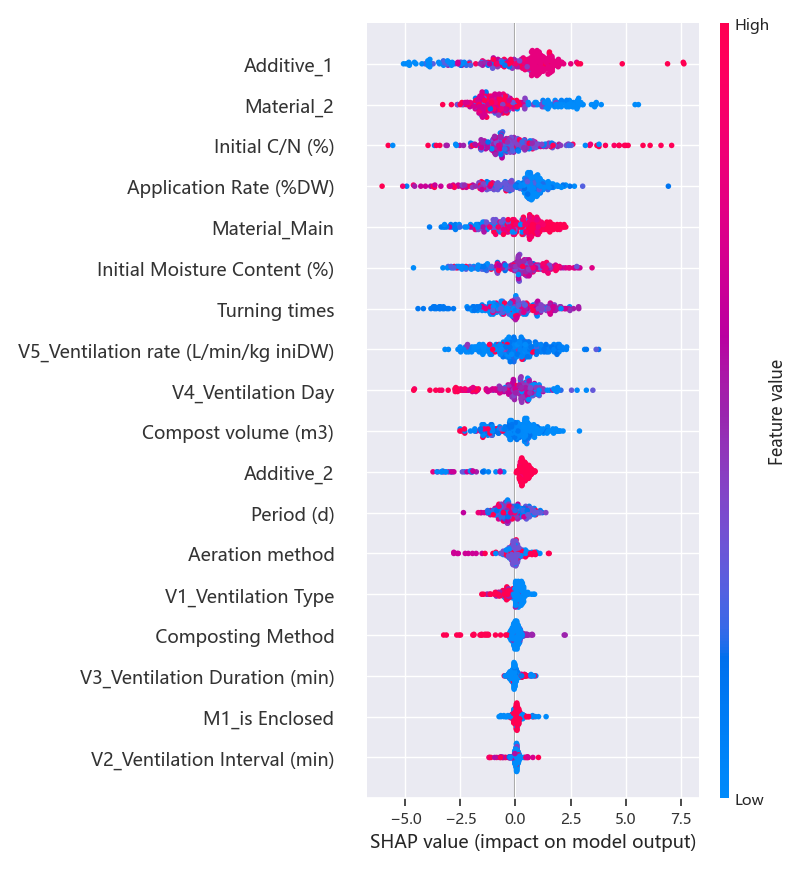 High
Additive_1
Material_2
Initial C/N (%)
Application Rate (%DW)
Material_Main
Initial Moisture Content (%)
Turning times
V5_Ventilation rate (L/min/kg iniDW)
V4_Ventilation Day
Compost volume (m3)
Additive_2
Period (d)
Aeration method
V1_Ventilation Type
Composting Method
V3_Ventilation Duration (min)
M1_is Enclosed
V2_Ventilation Interval (min)
Feature value
Low
−5.0 −2.5 0.0 2.5 5.0 7.5
SHAP value (impact on model output)